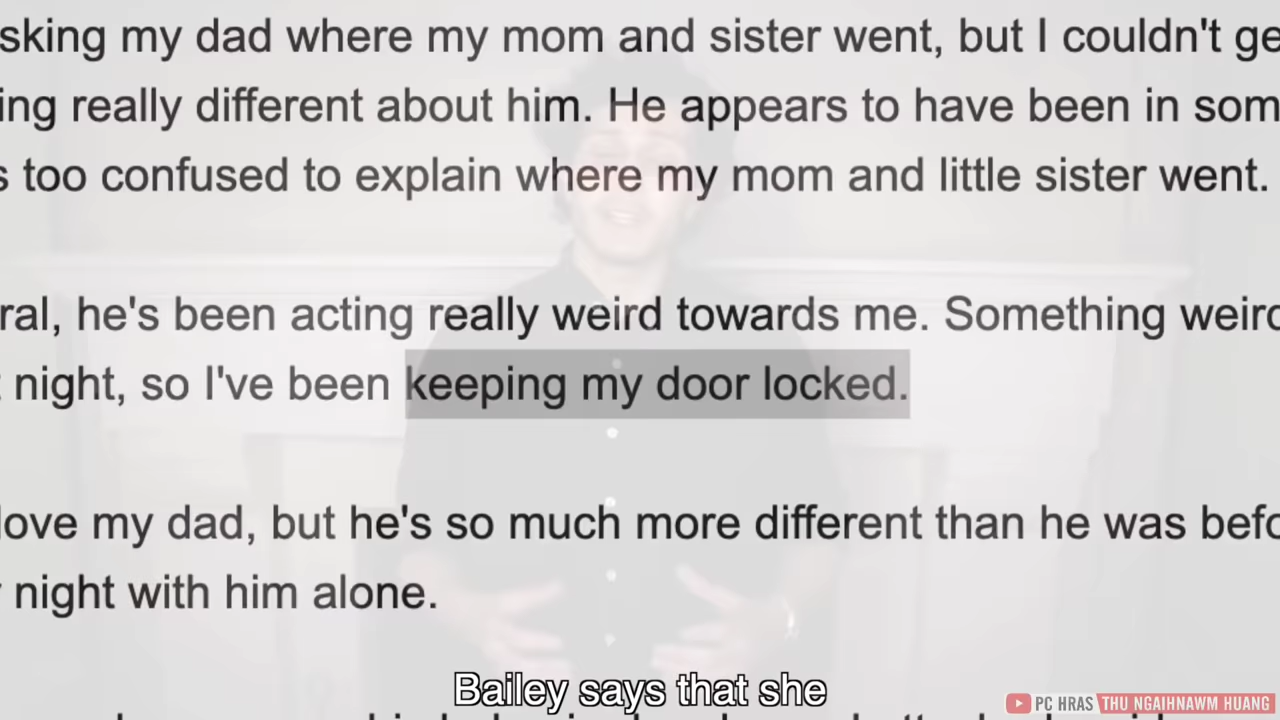 sking my dad where my mom and sister went, but I couldn't ge
ing really different about him. He appears to have been in som
s too confused to explain where my mom and little sister went.
ral, he's been acting really weird towards me. Something weird
night, so I've been keeping my door locked.
love my dad, but he's so much more different than he was befo
night with him alone.
Bailey says that she
PC HRAS THU NGAIHNAWM HUANG